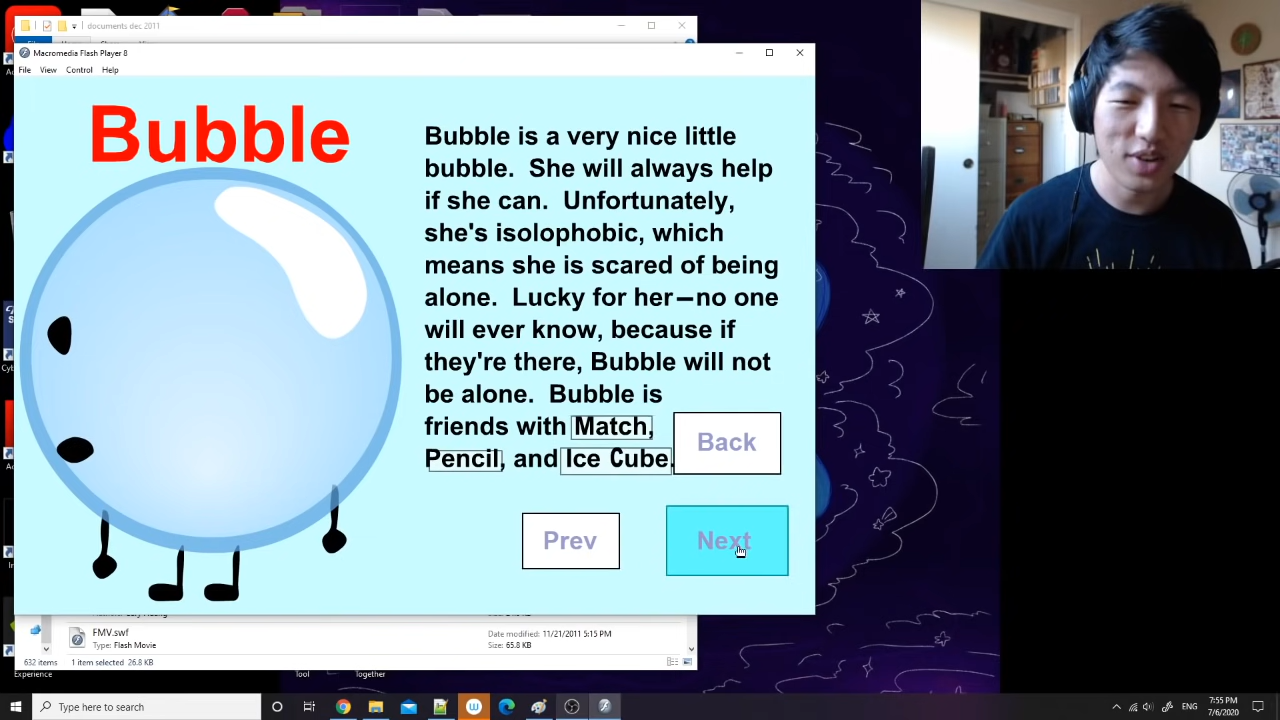 documents dec 2011
Macromedia Flash Player 8
File View Control Help
Bubble
Bubble is a very nice little
bubble. She will always help
if she can. Unfortunately,
she's isolophobic, which
means she is scared of being
alone. Lucky for her—no one
will ever know, because if
they're there, Bubble will not
be alone. Bubble is
friends with Match,
Pencil, and Ice Cube.
Back
Prev
Next
FMV.swf
Type: Flash Movie
Date modified: 11/21/2011 5:15 PM
Size: 65.8 KB
632 items 1 item selected 26.8 KB
Experience
Tool
Together
Type here to search
ENG
7:55 PM
7/6/2020